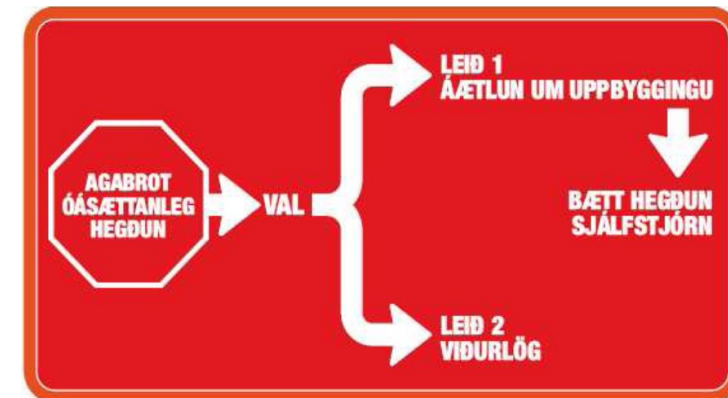 AGABROT
ÓÁSÆTTANLEG
HEGÐUN
VAL
LEIÐ 1
ÁÆTLUN UM UPPBYGGINGU
BÆTT HEGÐUN
SJÁLFSTJÓRN
LEIÐ 2
VIÐURLÖG